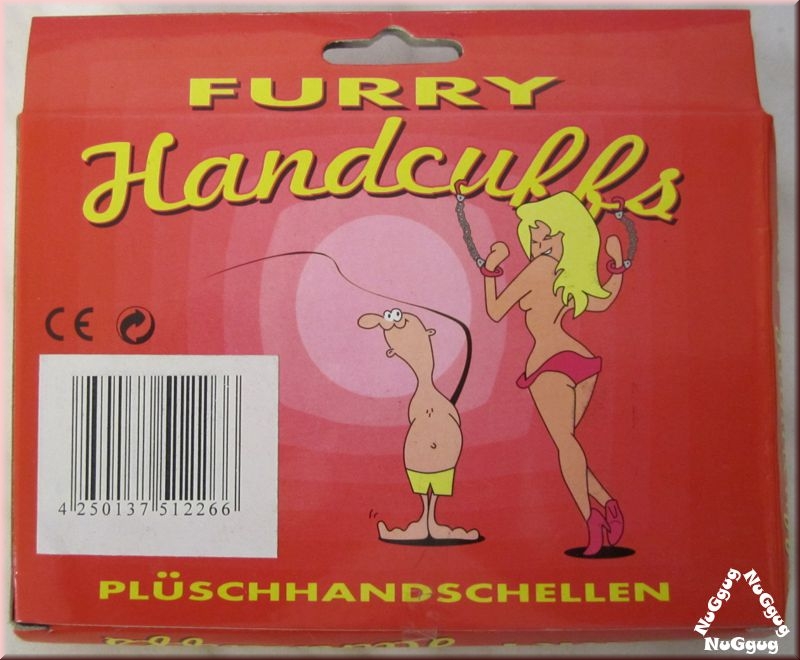 FURRY
Handcuffs
CE
4 250137 512266
PLÜSCHHANDSCHELLEN
NuGgug
NuGgug
NuGgug